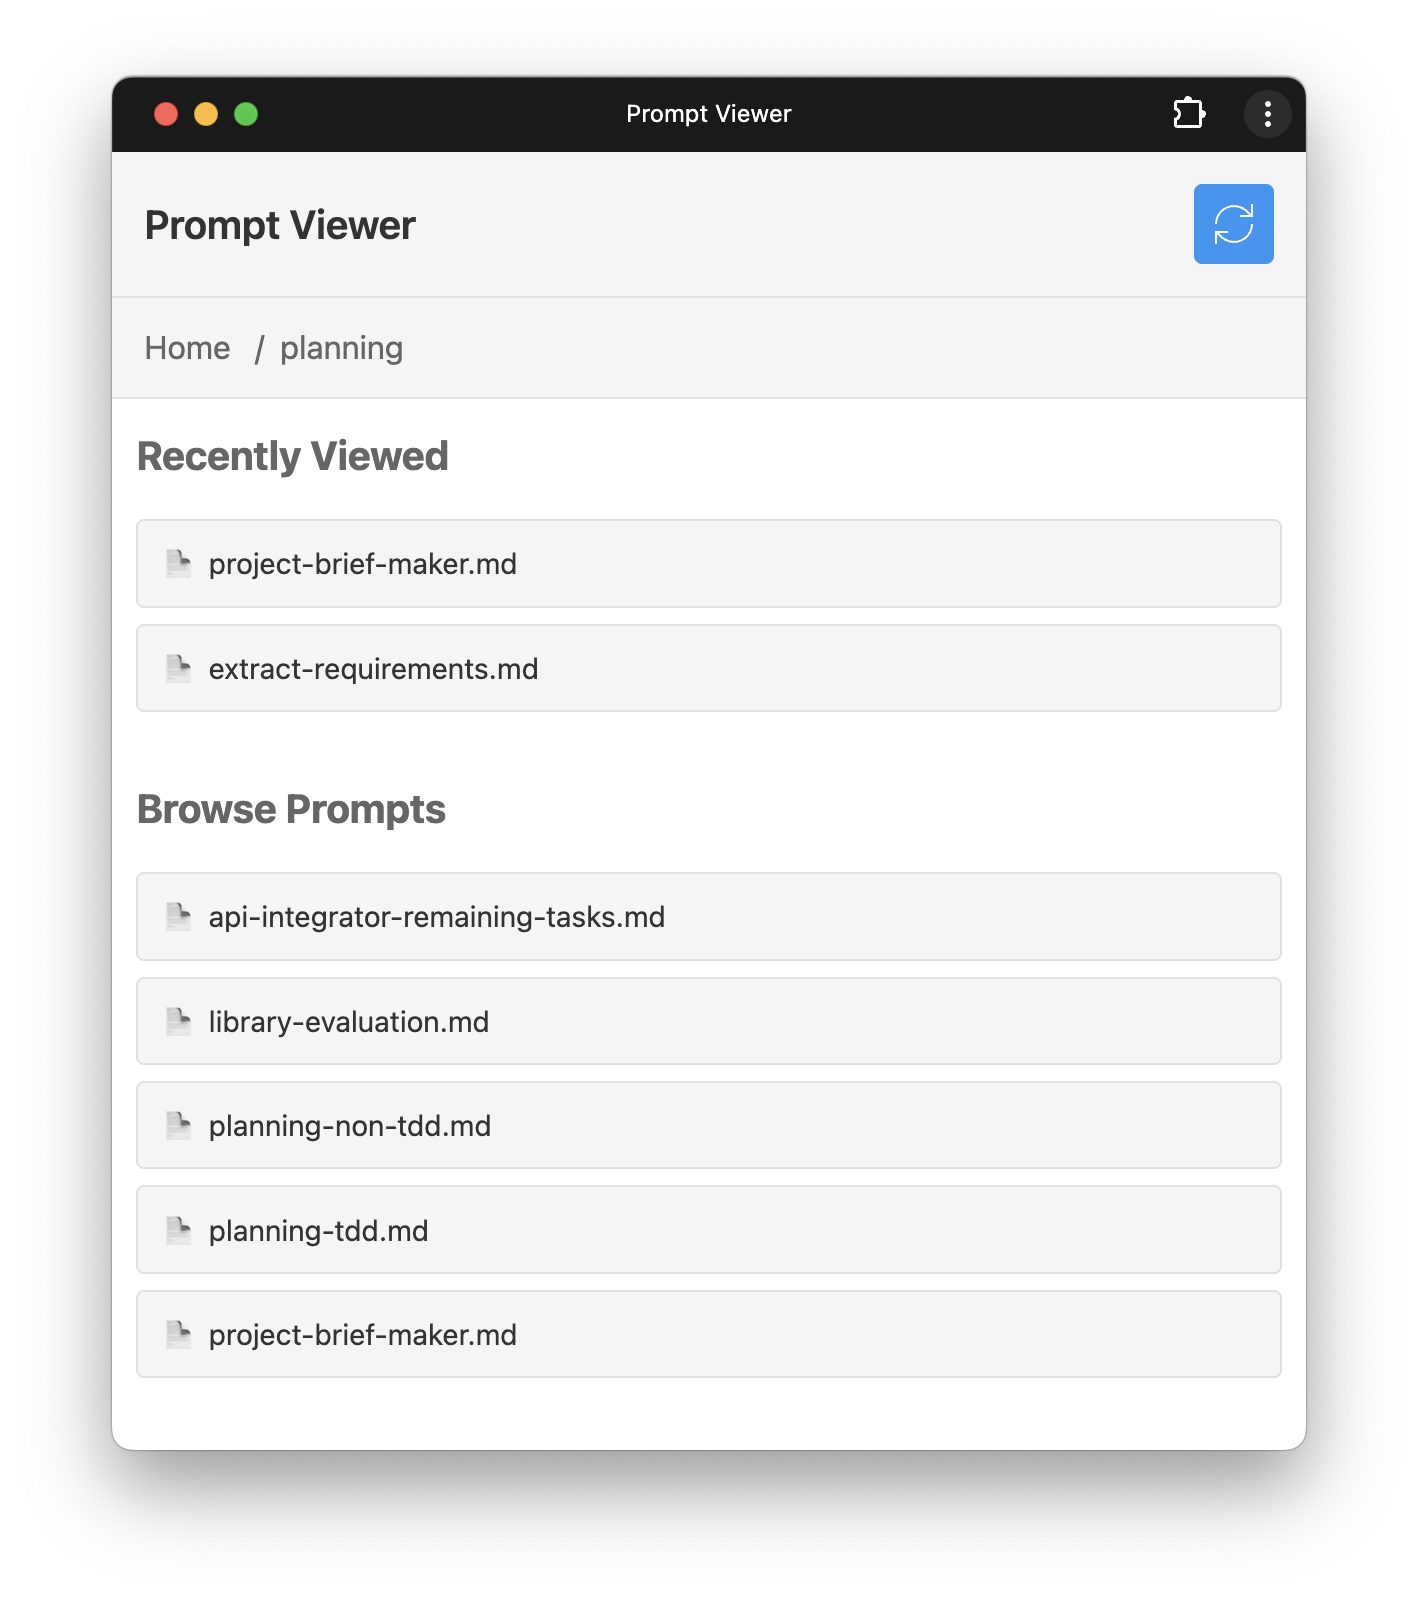 Prompt Viewer
Prompt Viewer
Home / planning
Recently Viewed
project-brief-maker.md
extract-requirements.md
Browse Prompts
api-integrator-remaining-tasks.md
library-evaluation.md
planning-non-tdd.md
planning-tdd.md
project-brief-maker.md